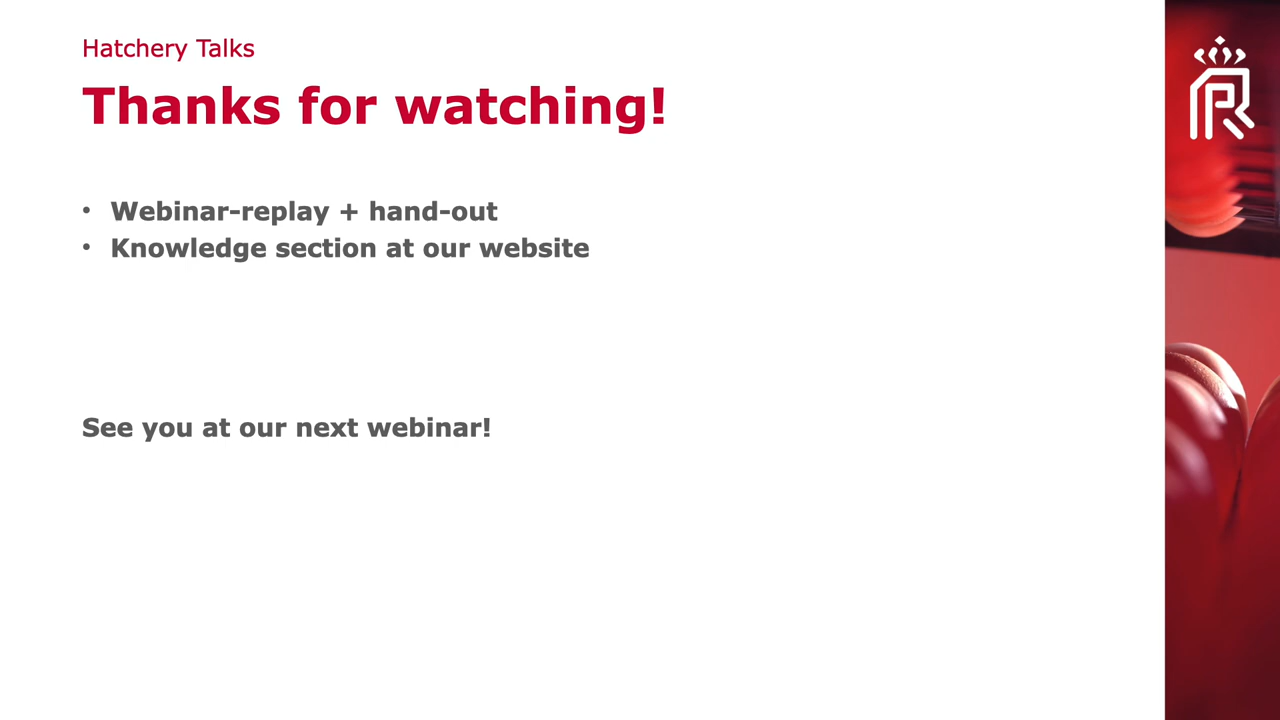 Hatchery Talks
Thanks for watching!
• Webinar-replay + hand-out
• Knowledge section at our website
See you at our next webinar!